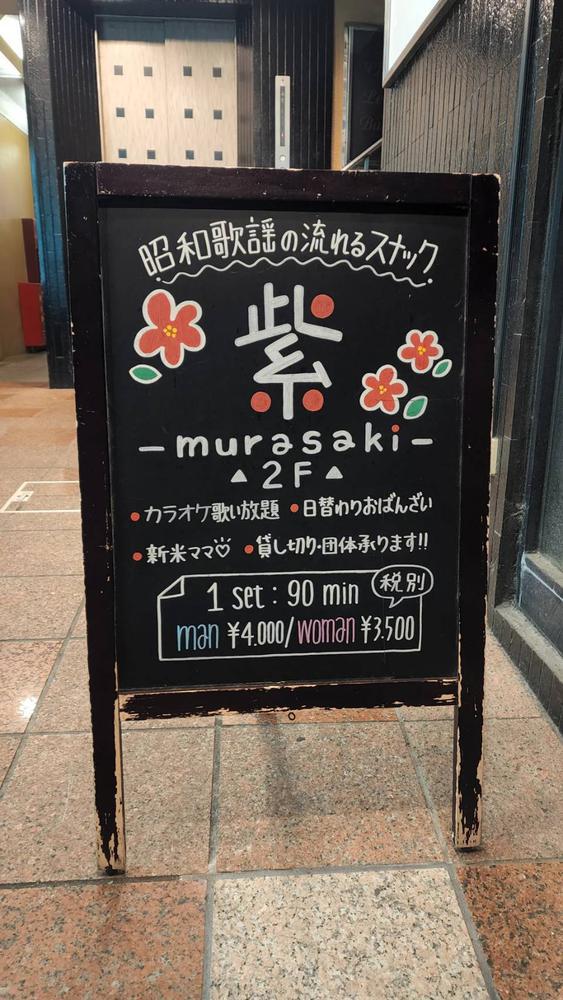 昭和歌謡の流れるスナック
紫
-murasaki-
▲2F▲
●カラオケ歌い放題 ●日替わりおばんざい
●新米ママ♡ ●貸し切り・団体承ります!!
1 set : 90 min 税別
man ¥4.000/woman ¥3.500